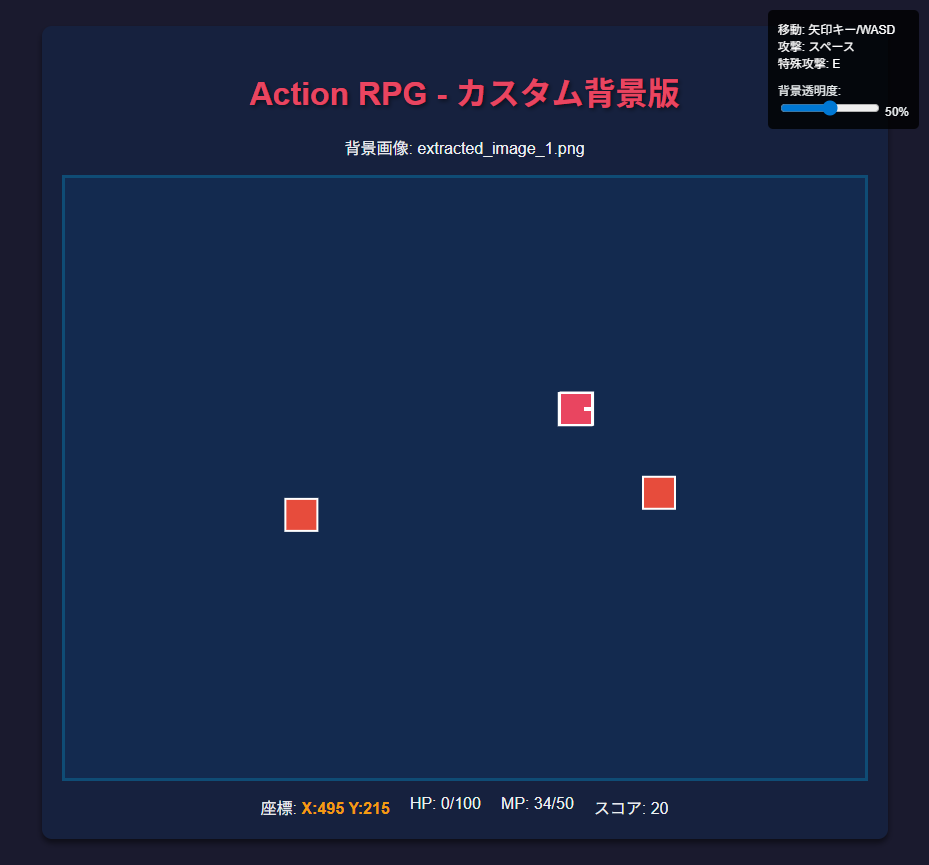 移動: 矢印キー/WASD
攻撃: スペース
特殊攻撃: E
背景透明度:
50%
Action RPG - カスタム背景版
背景画像: extracted_image_1.png
座標: X:495 Y:215 HP: 0/100 MP: 34/50 スコア: 20